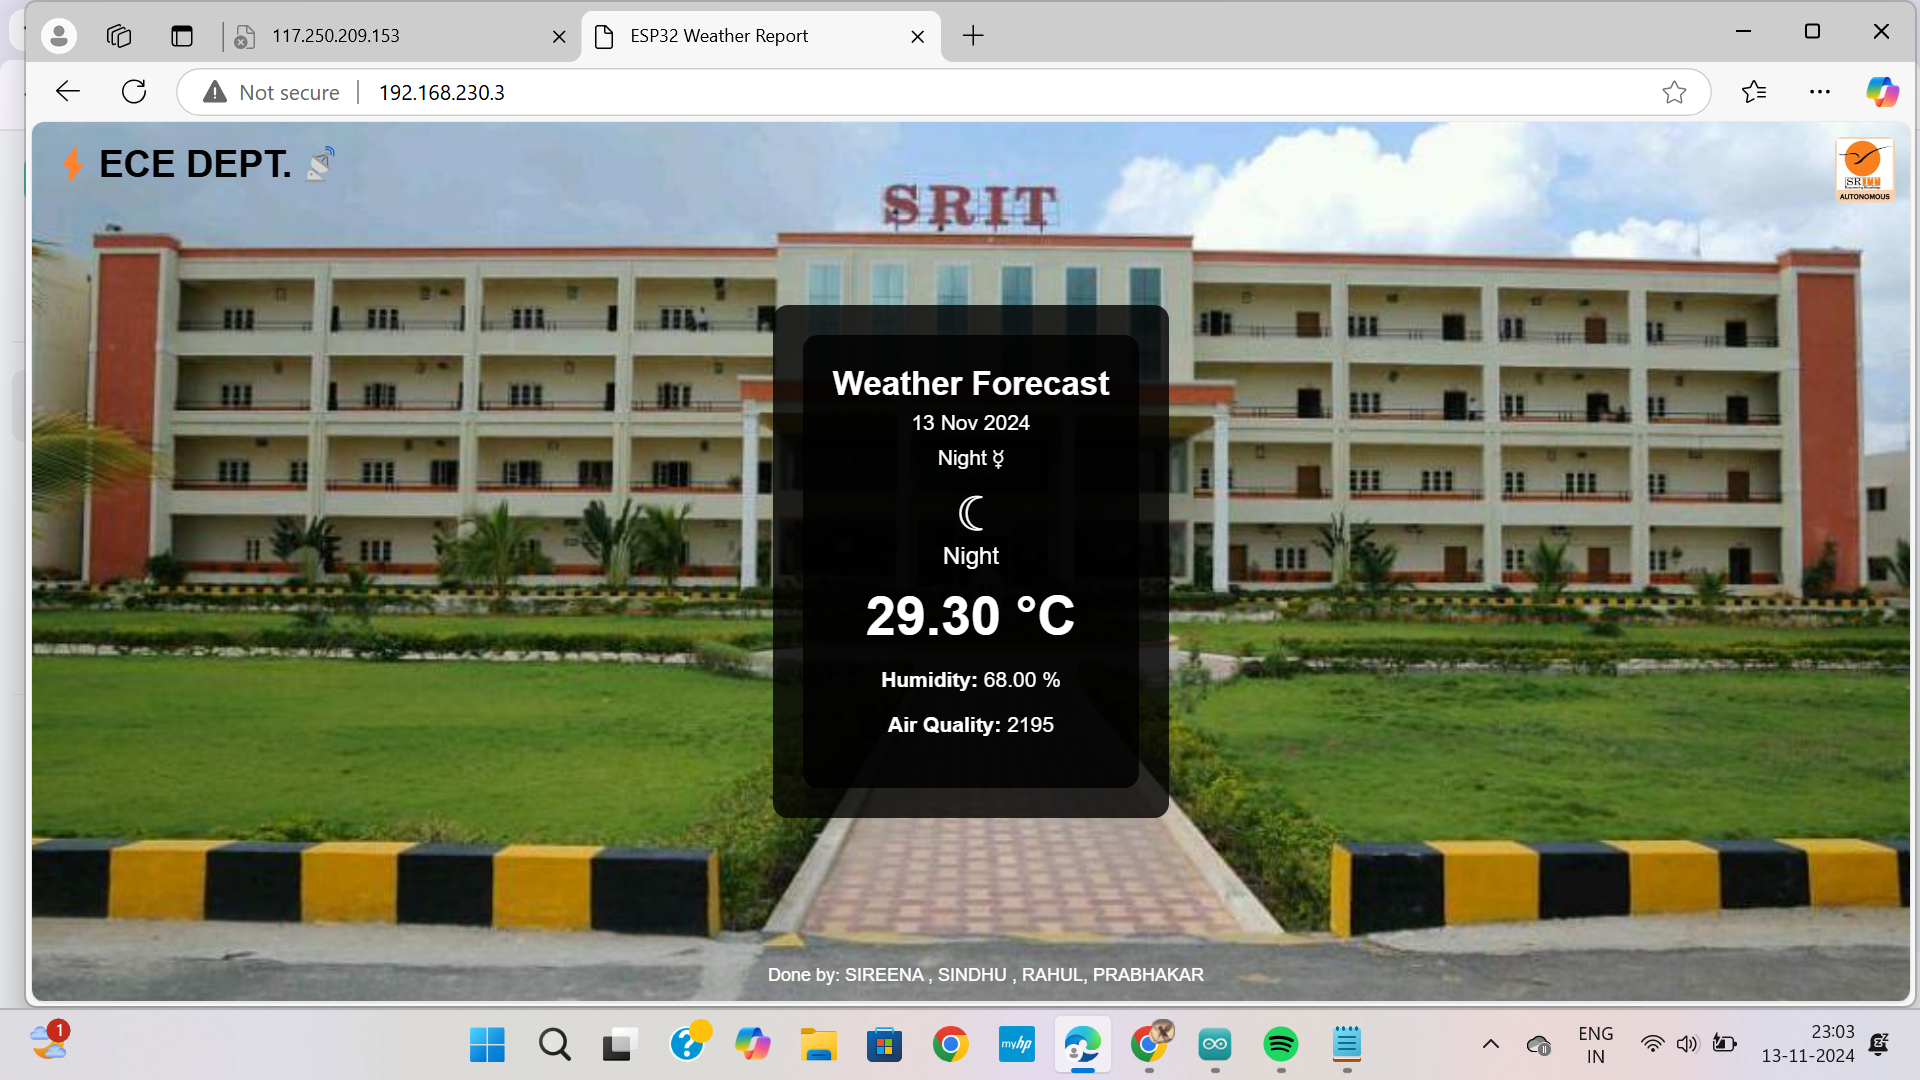 117.250.209.153
ESP32 Weather Report
Not secure
192.168.230.3
⚡ ECE DEPT. 📡
SRIT
SRIT
AUTONOMOUS
Weather Forecast
13 Nov 2024
Night ☿
☾
Night
29.30 °C
Humidity: 68.00 %
Air Quality: 2195
Done by: SIREENA , SINDHU , RAHUL, PRABHAKAR
1
myhp
ENG
IN
23:03
13-11-2024